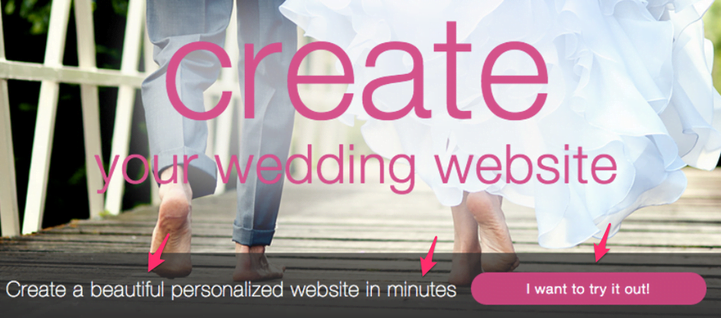 create
your wedding website
Create a beautiful personalized website in minutes
I want to try it out!